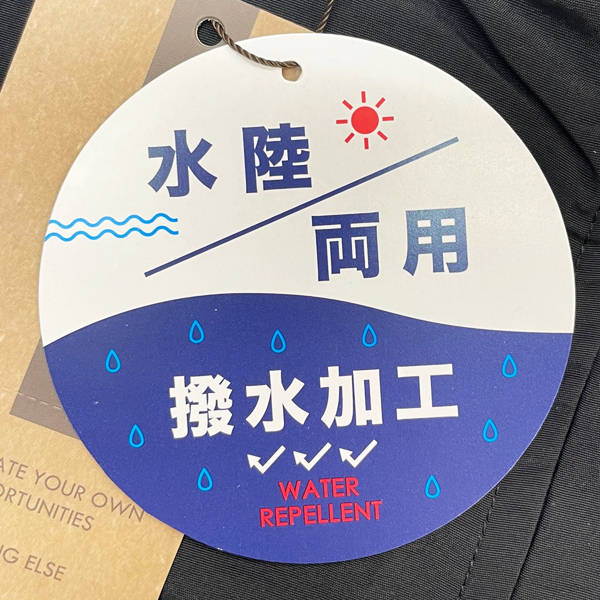 水陸
両用
撥水加工
WATER
REPELLENT
ATE YOUR OWN
ORTUNITIES
G ELSE